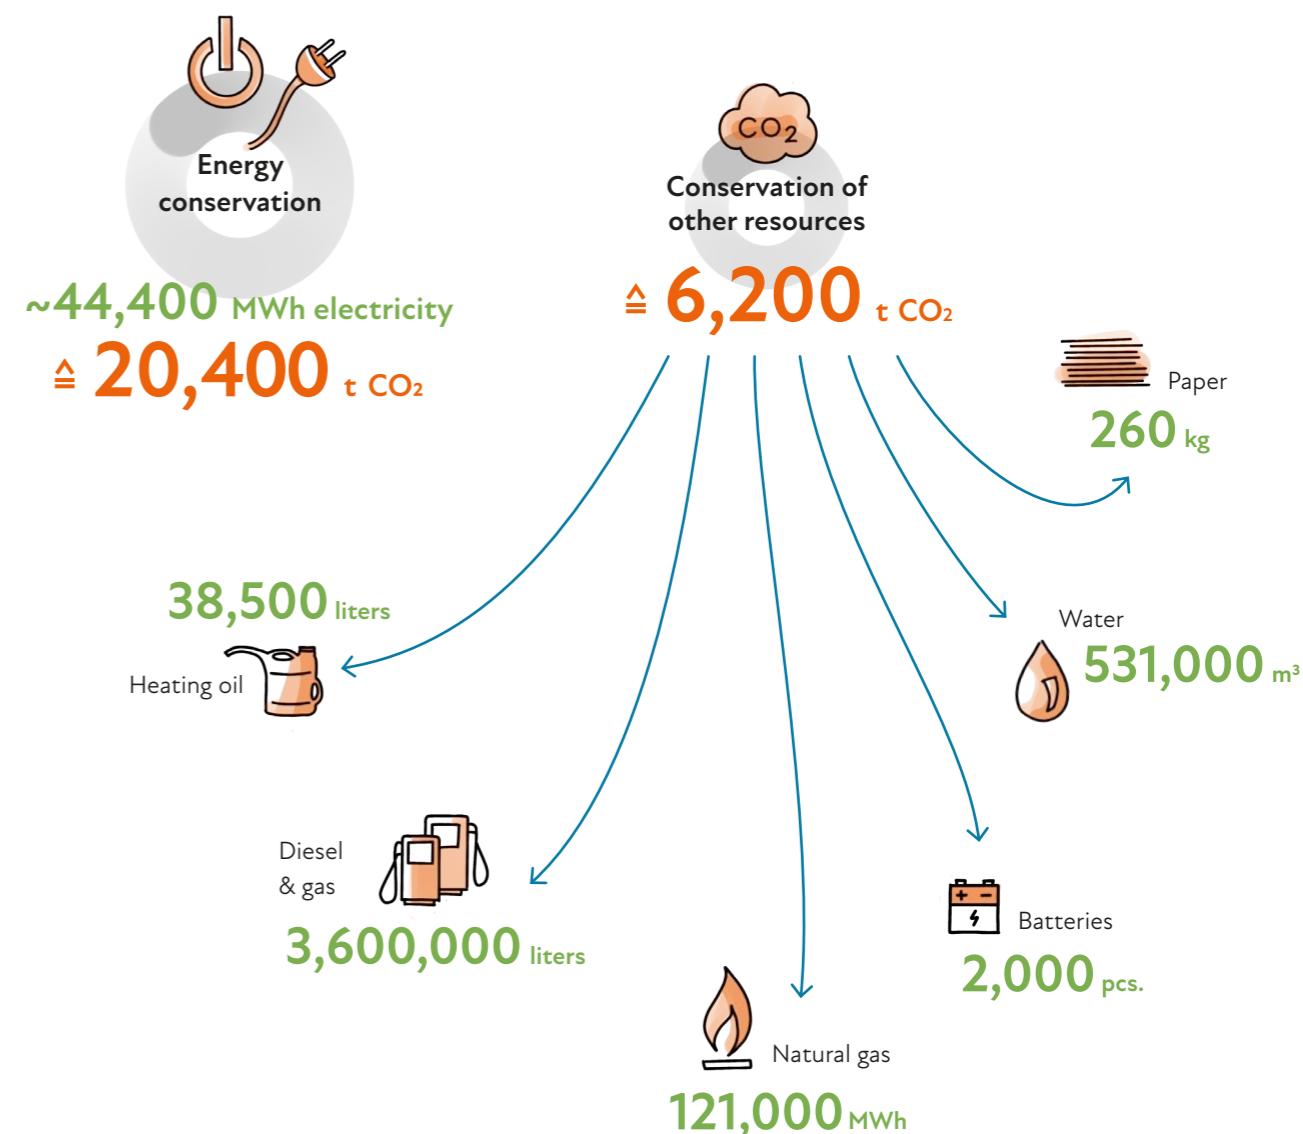 Energy
conservation
~44,400 MWh electricity
≙ 20,400 t CO₂
CO₂
Conservation of
other resources
≙ 6,200 t CO₂
Paper
260 kg
38,500 liters
Heating oil
Water
531,000 m³
Diesel
& gas
3,600,000 liters
Batteries
2,000 pcs.
Natural gas
121,000 MWh